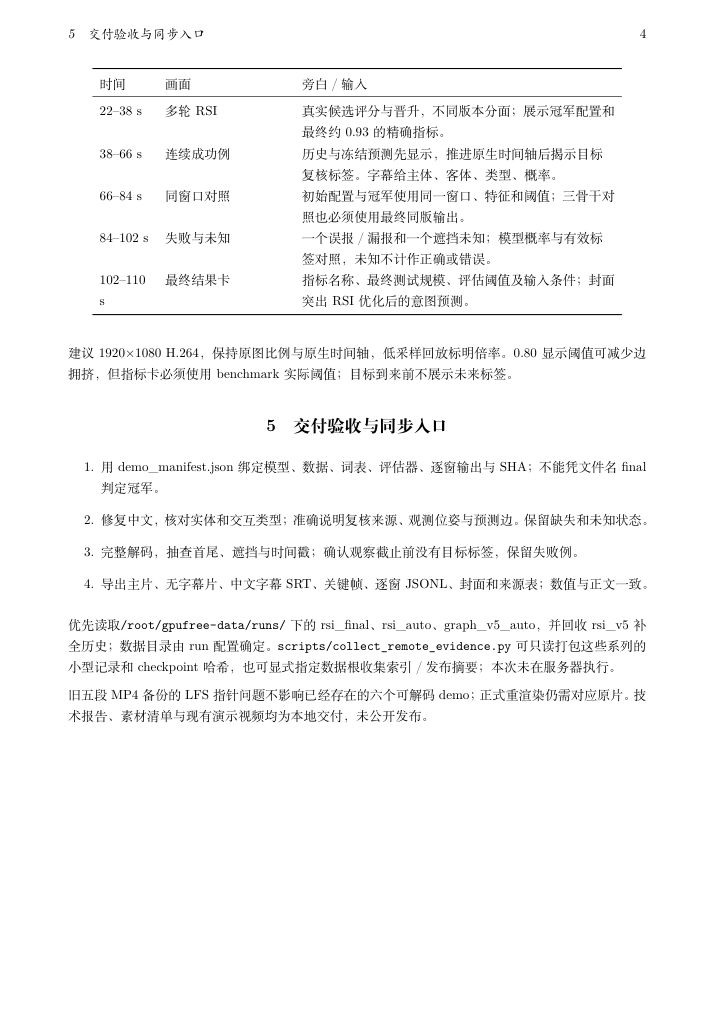 5 交付验收与同步入口 4
时间 画面 旁白 / 输入
22–38 s 多轮 RSI 真实候选评分与晋升，不同版本分面；展示冠军配置和
最终约 0.93 的精确指标。
38–66 s 连续成功例 历史与冻结预测先显示，推进原生时间轴后揭示目标
复核标签。字幕给主体、客体、类型、概率。
66–84 s 同窗口对照 初始配置与冠军使用同一窗口、特征和阈值；三骨干对
照也必须使用最终同版输出。
84–102 s 失败与未知 一个误报 / 漏报和一个遮挡未知；模型概率与有效标
签对照，未知不计作正确或错误。
102–110 最终结果卡 指标名称、最终测试规模、评估阈值及输入条件；封面
s 突出 RSI 优化后的意图预测。
建议 1920×1080 H.264，保持原图比例与原生时间轴，低采样回放标明倍率。0.80 显示阈值可减少边
拥挤，但指标卡必须使用 benchmark 实际阈值；目标到来前不展示未来标签。
5 交付验收与同步入口
1. 用 demo_manifest.json 绑定模型、数据、词表、评估器、逐窗输出与 SHA；不能凭文件名 final
判定冠军。
2. 修复中文，核对实体和交互类型；准确说明复核来源、观测位姿与预测边。保留缺失和未知状态。
3. 完整解码，抽查首尾、遮挡与时间戳；确认观察截止前没有目标标签，保留失败例。
4. 导出主片、无字幕片、中文字幕 SRT、关键帧、逐窗 JSONL、封面和来源表；数值与正文一致。
优先读取/root/gpufree-data/runs/ 下的 rsi_final、rsi_auto、graph_v5_auto，并回收 rsi_v5 补
全历史；数据目录由 run 配置确定。scripts/collect_remote_evidence.py 可只读打包这些系列的
小型记录和 checkpoint 哈希，也可显式指定数据根收集索引 / 发布摘要；本次未在服务器执行。
旧五段 MP4 备份的 LFS 指针问题不影响已经存在的六个可解码 demo；正式重渲染仍需对应原片。技
术报告、素材清单与现有演示视频均为本地交付，未公开发布。